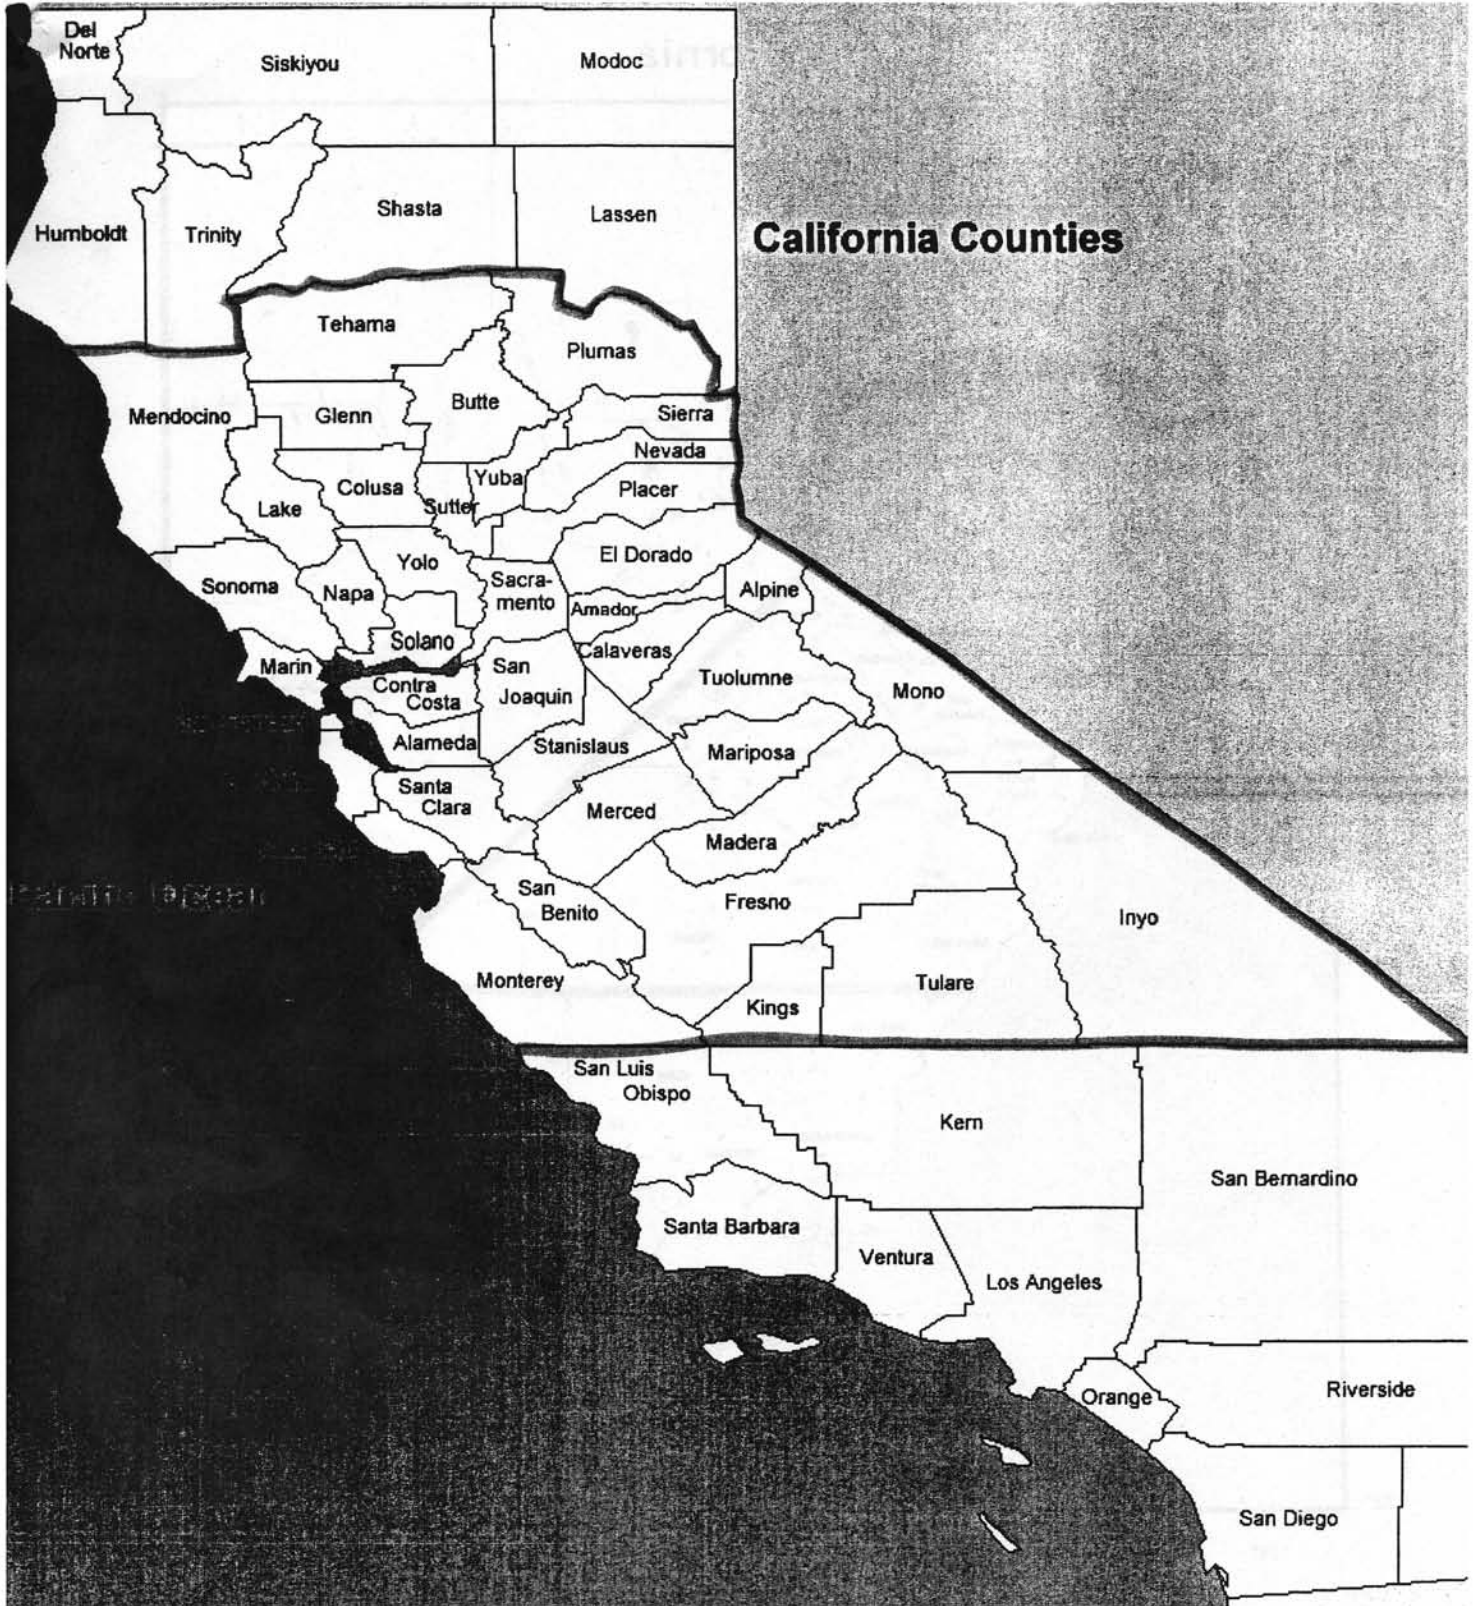 Del
Norte
Siskiyou
Modoc
Humboldt
Trinity
Shasta
Lassen
California Counties
Tehama
Plumas
Mendocino
Glenn
Butte
Sierra
Nevada
Yuba
Placer
Colusa
Sutter
Lake
El Dorado
Yolo
Sonoma
Napa
Sacra-
mento
Amador
Alpine
Solano
Calaveras
Marin
San
Joaquin
Contra
Costa
Tuolumne
Mono
Alameda
Stanislaus
Mariposa
Santa
Clara
Merced
Madera
San
Benito
Fresno
Inyo
Pacific Ocean
Monterey
Kings
Tulare
San Luis
Obispo
Kern
San Bernardino
Santa Barbara
Ventura
Los Angeles
Orange
Riverside
San Diego